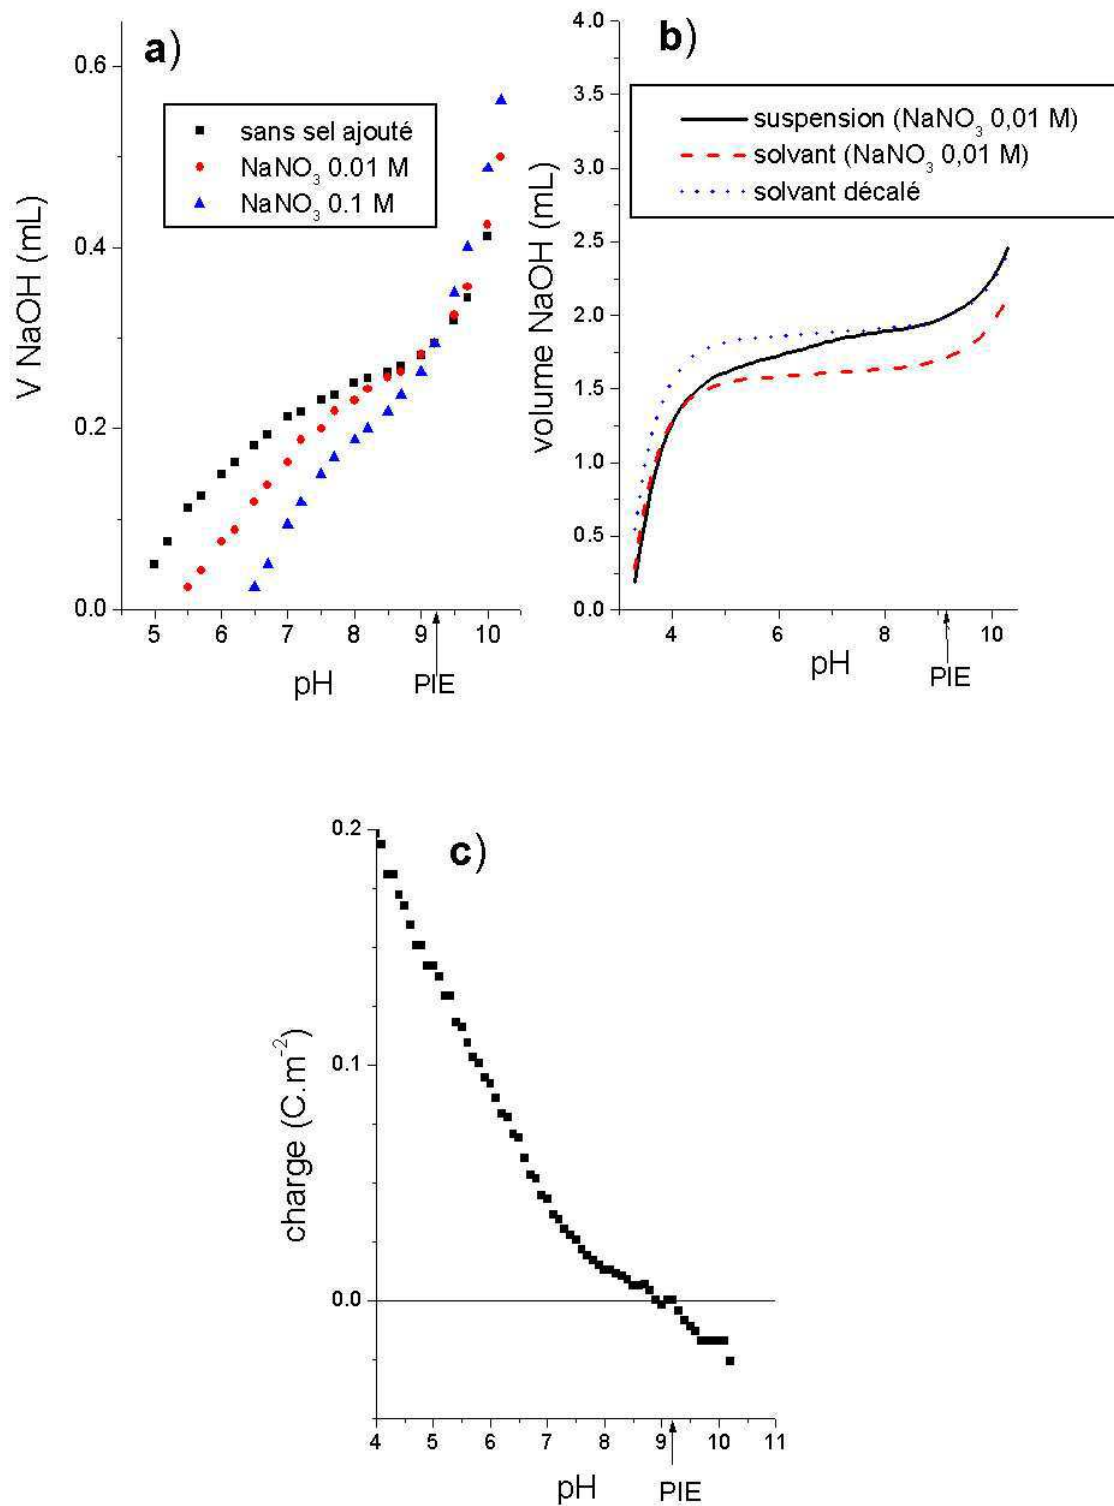 a)
0.6
sans sel ajouté
NaNO3 0.01 M
NaNO3 0.1 M
0.4
0.2
0.0
V NaOH (mL)
5 6 7 8 9 10
pH
PIE
b)
4.0
3.5
suspension (NaNO3 0,01 M)
solvant (NaNO3 0,01 M)
solvant décalé
3.0
2.5
2.0
1.5
1.0
0.5
0.0
volume NaOH (mL)
4 6 8 10
pH
PIE
c)
0.2
0.1
0.0
charge (C.m-2)
4 5 6 7 8 9 10 11
pH
PIE